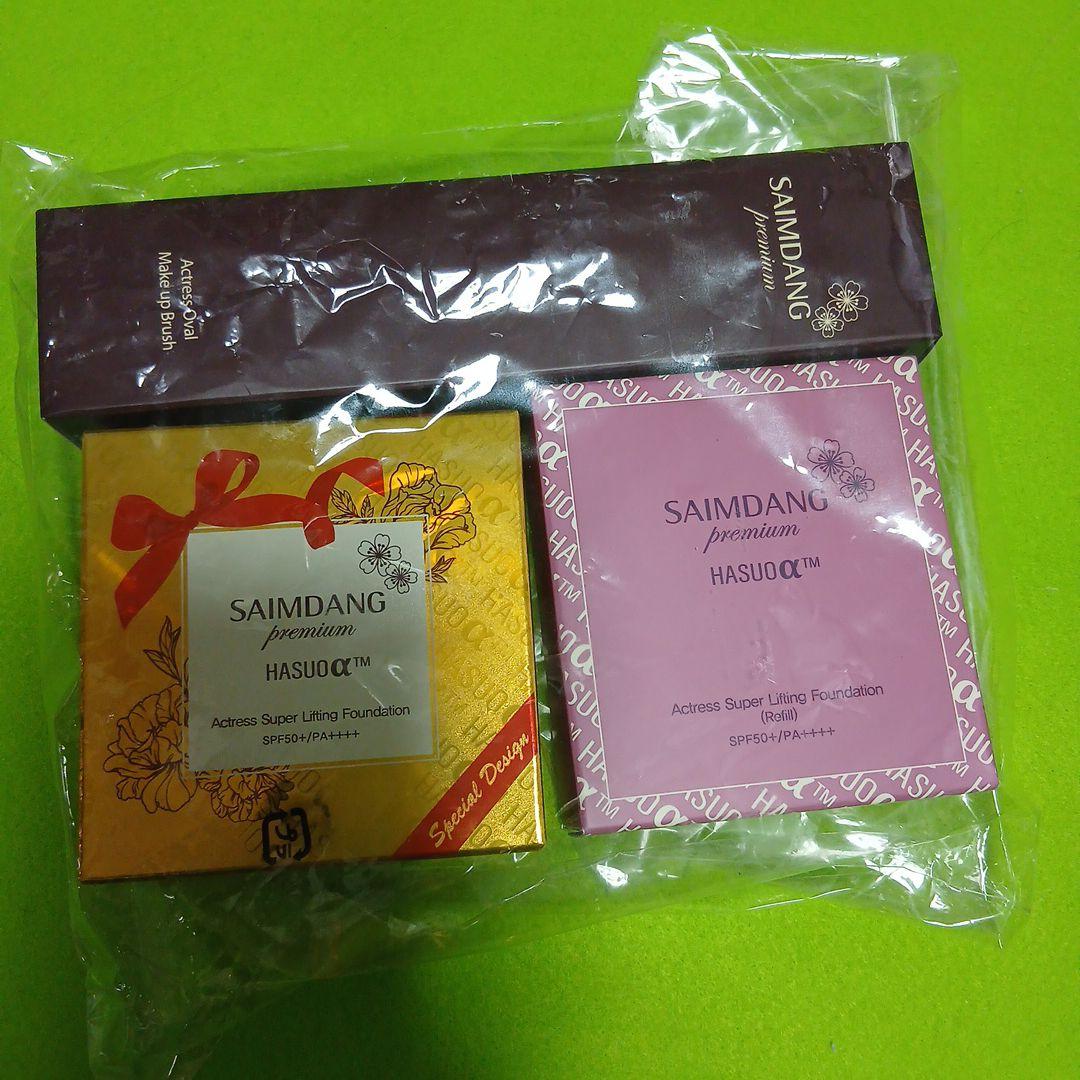 SAIMDANG
premium
Actress Oval
Make up Brush
SAIMDANG
premium
HASUOα™
Actress Super Lifting Foundation
SPF50+/PA++++
Special Design
SAIMDANG
premium
HASUOα™
Actress Super Lifting Foundation
(Refill)
SPF50+/PA++++